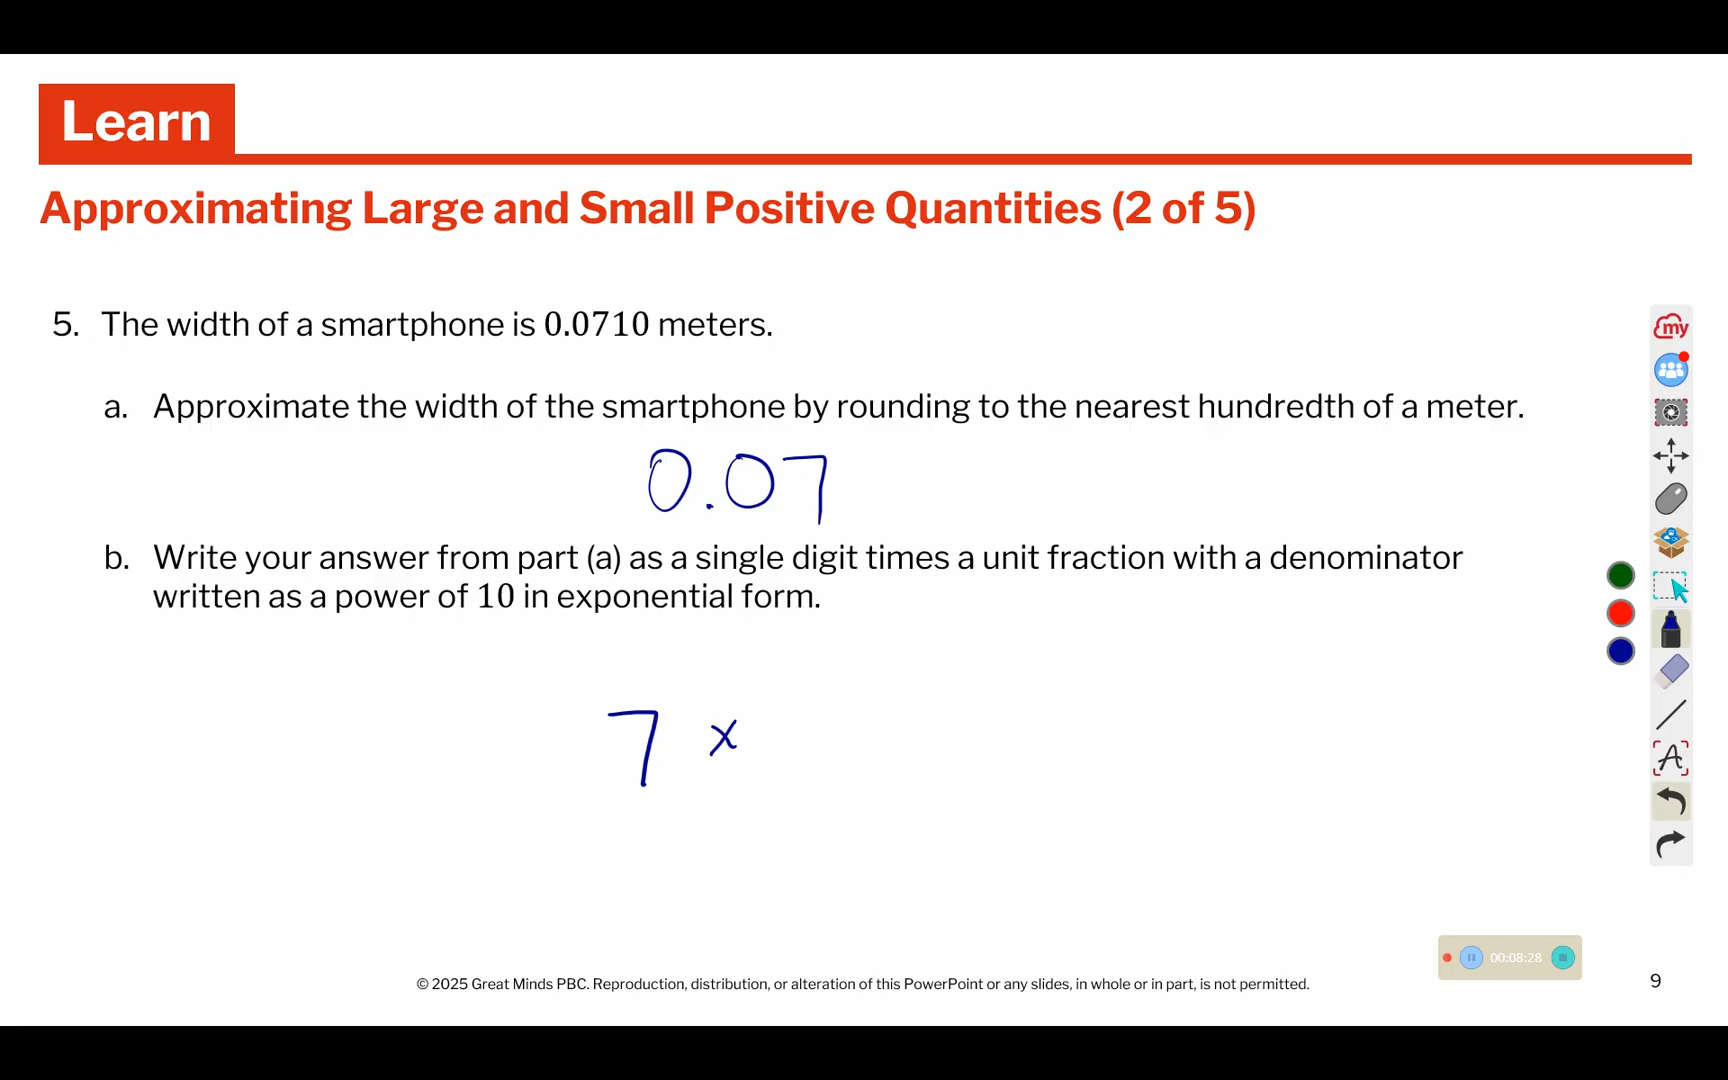 Learn
Approximating Large and Small Positive Quantities (2 of 5)
5. The width of a smartphone is 0.0710 meters.
a. Approximate the width of the smartphone by rounding to the nearest hundredth of a meter.
0.07
b. Write your answer from part (a) as a single digit times a unit fraction with a denominator
written as a power of 10 in exponential form.
7 x
my
A
00:08:28
© 2025 Great Minds PBC. Reproduction, distribution, or alteration of this PowerPoint or any slides, in whole or in part, is not permitted.
9